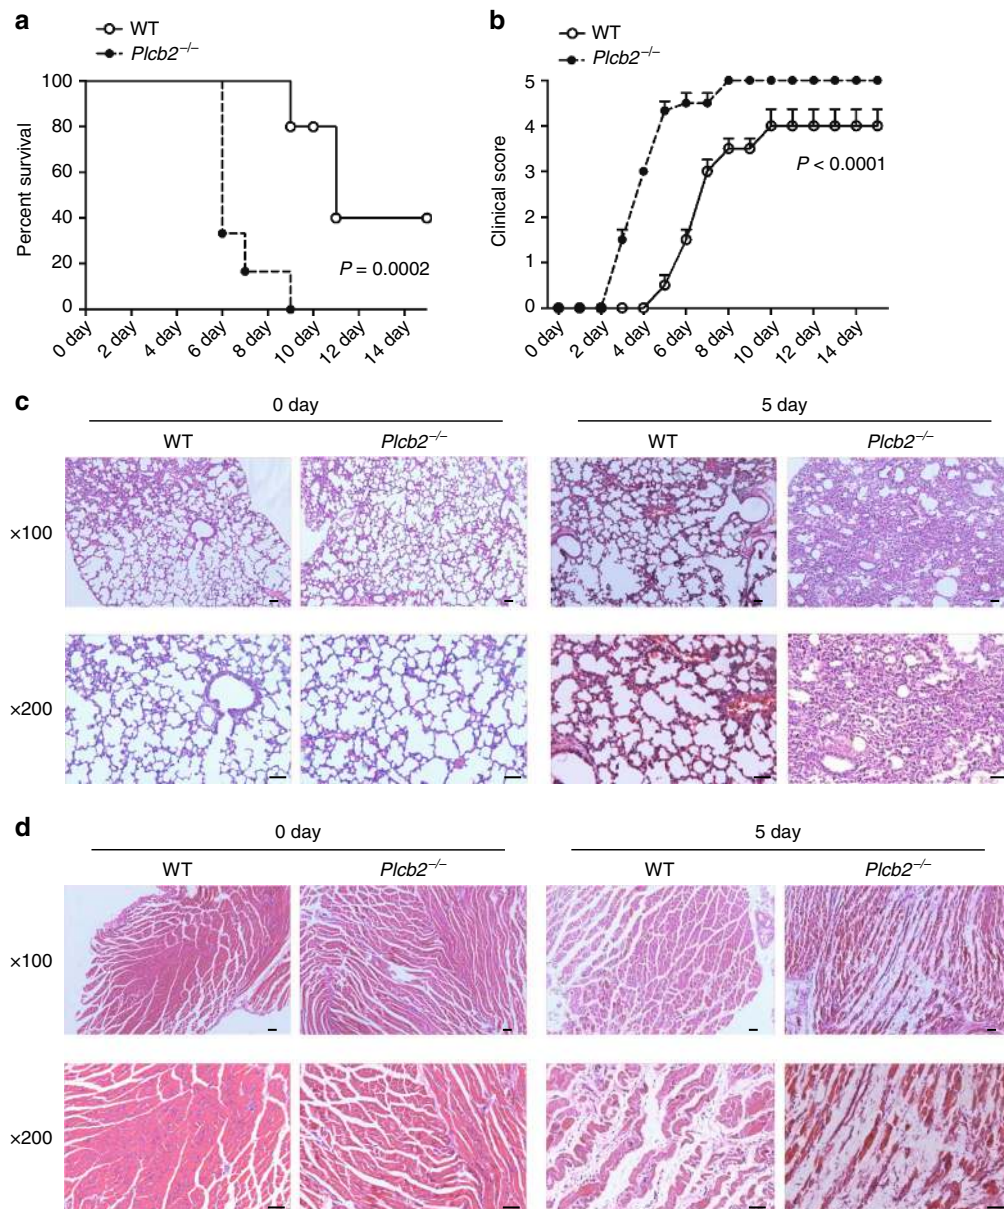 a
WT
Plcb2–/–
100
80
60
40
20
0
Percent survival
P = 0.0002
0 day
2 day
4 day
6 day
8 day
10 day
12 day
14 day
b
WT
Plcb2–/–
5
4
3
2
1
0
Clinical score
P < 0.0001
0 day
2 day
4 day
6 day
8 day
10 day
12 day
14 day
c
0 day
5 day
WT
Plcb2–/–
WT
Plcb2–/–
×100
×200
d
0 day
5 day
WT
Plcb2–/–
WT
Plcb2–/–
×100
×200